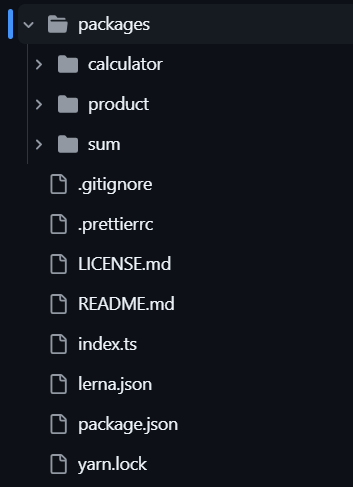 packages
calculator
product
sum
.gitignore
.prettierrc
LICENSE.md
README.md
index.ts
lerna.json
package.json
yarn.lock